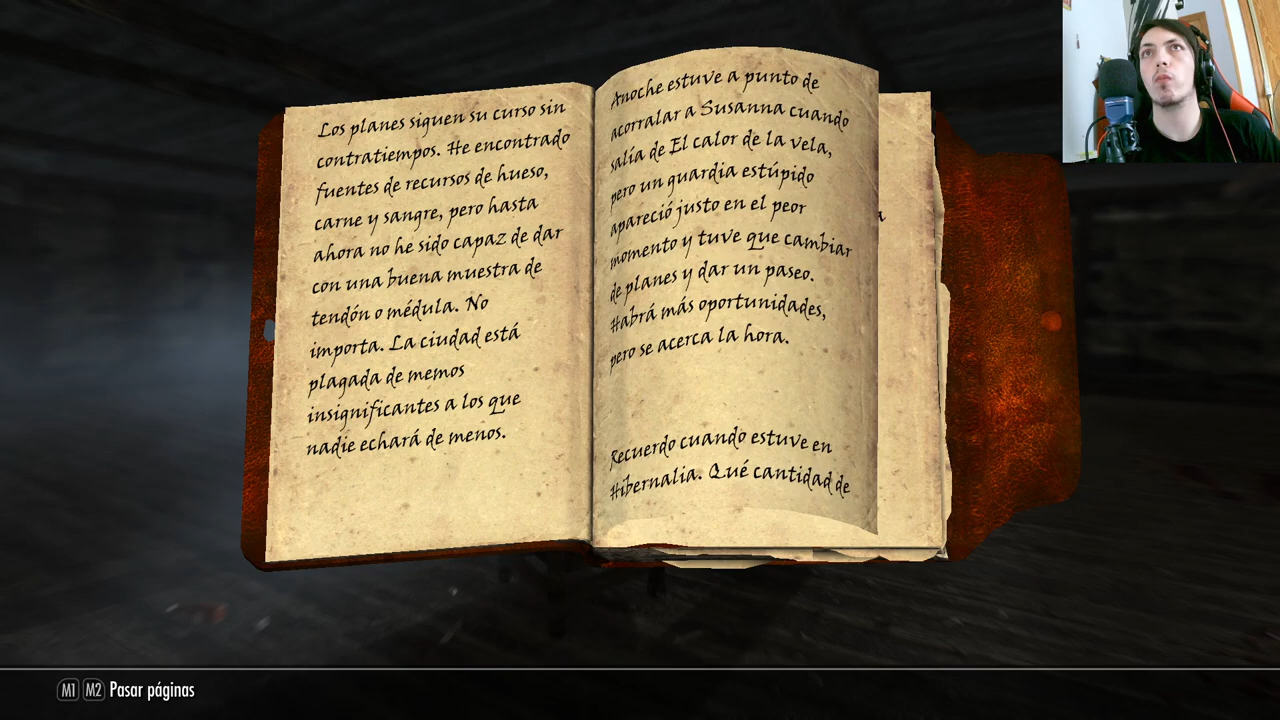 Los planes siguen su curso sin
contratiempos. He encontrado
fuentes de recursos de hueso,
carne y sangre, pero hasta
ahora no he sido capaz de dar
con una buena muestra de
tendón o médula. No
importa. La ciudad está
plagada de memos
insignificantes a los que
nadie echará de menos.
Anoche estuve a punto de
acorralar a Susanna cuando
salía de El calor de la vela,
pero un guardia estúpido
apareció justo en el peor
momento y tuve que cambiar
de planes y dar un paseo.
Habrá más oportunidades,
pero se acerca la hora.
Recuerdo cuando estuve en
Hibernalia. Qué cantidad de
a
M1 M2 Pasar páginas